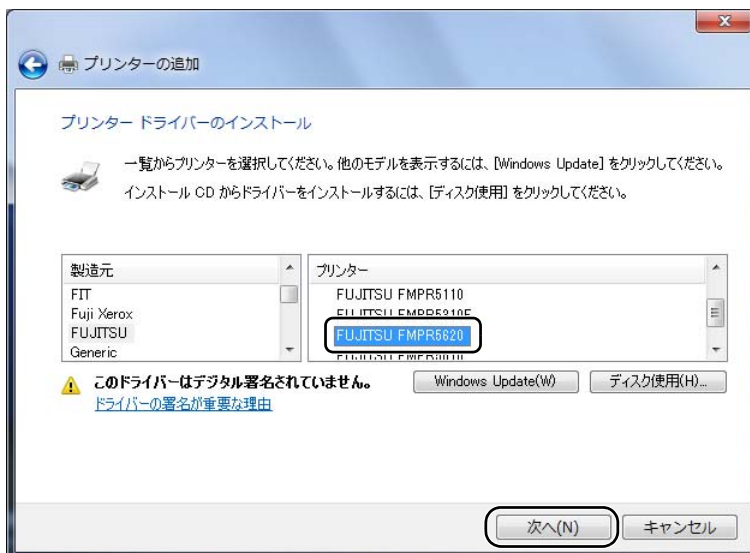 プリンターの追加
プリンター ドライバーのインストール
一覧からプリンターを選択してください。他のモデルを表示するには、[Windows Update] をクリックしてください。
インストール CD からドライバーをインストールするには、[ディスク使用] をクリックしてください。
製造元
FIT
Fuji Xerox
FUJITSU
Generic
プリンター
FUJITSU FMPR5110
FUJITSU FMPR5620
このドライバーはデジタル署名されていません。
ドライバーの署名が重要な理由
Windows Update(W)
ディスク使用(H)...
次へ(N)
キャンセル